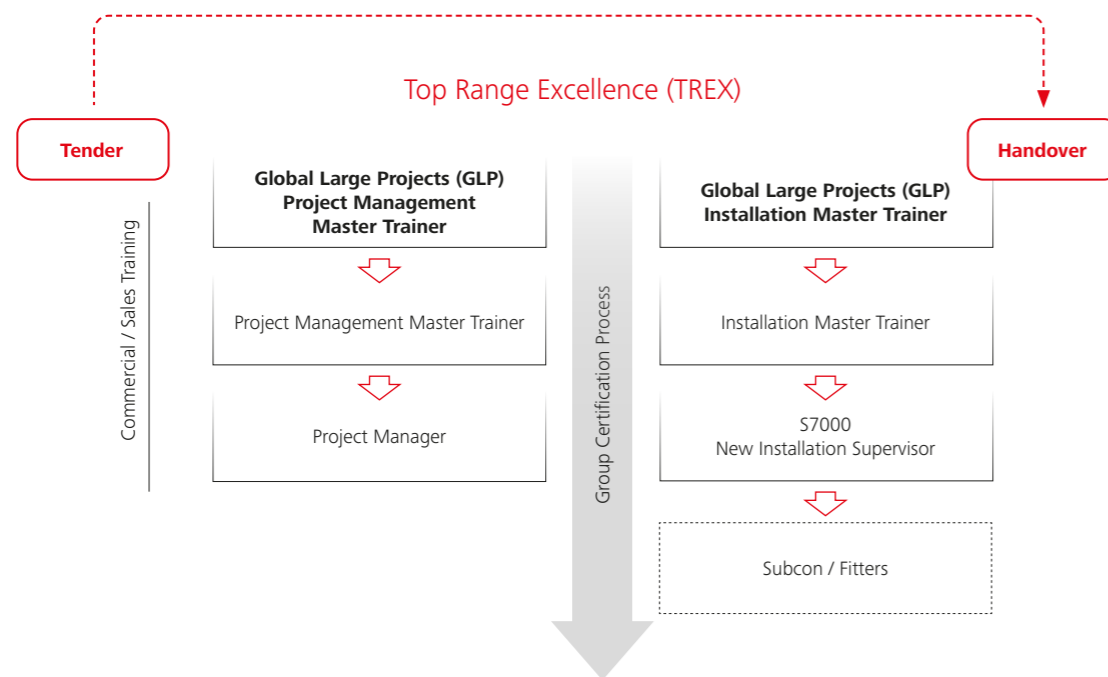 Top Range Excellence (TREX)
Tender
Handover
Commercial / Sales Training
Global Large Projects (GLP)
Project Management
Master Trainer
Project Management Master Trainer
Project Manager
Group Certification Process
Global Large Projects (GLP)
Installation Master Trainer
Installation Master Trainer
S7000
New Installation Supervisor
Subcon / Fitters